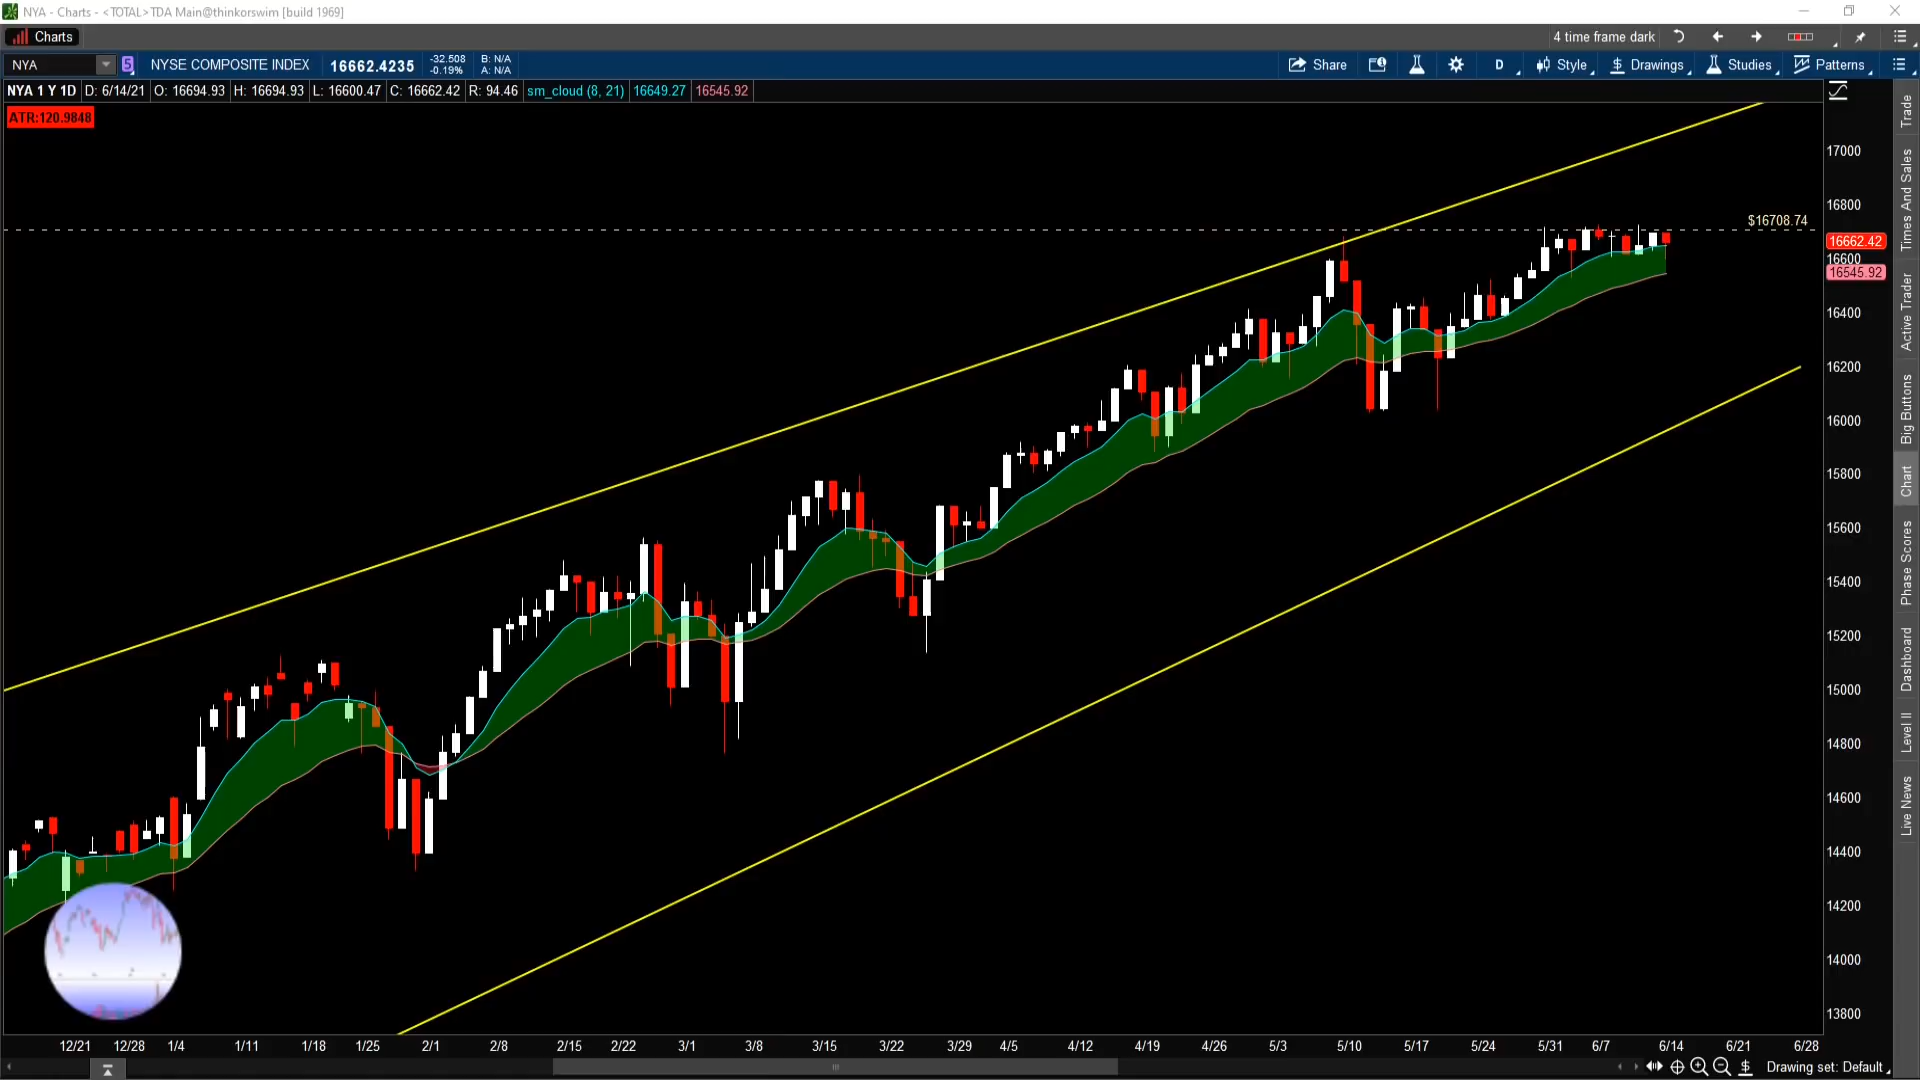 NYA - Charts - <TOTAL>TDA Main@thinkorswim [build 1969]
Charts
4 time frame dark
NYA
5
NYSE COMPOSITE INDEX
16662.4235
-32.508
-0.19%
B: N/A
A: N/A
Share
D
Style
$ Drawings
Studies
Patterns
NYA 1 Y 1D
D: 6/14/21
O: 16694.93
H: 16694.93
L: 16600.47
C: 16662.42
R: 94.46
sm_cloud (8, 21)
16649.27
16545.92
ATR:120.9848
$16708.74
17000
16800
16662.42
16600
16545.92
16400
16200
16000
15800
15600
15400
15200
15000
14800
14600
14400
14200
14000
13800
12/21 12/28 1/4 1/11 1/18 1/25 2/1 2/8 2/15 2/22 3/1 3/8 3/15 3/22 3/29 4/5 4/12 4/19 4/26 5/3 5/10 5/17 5/24 5/31 6/7 6/14 6/21 6/28
Trade
Times And Sales
Active Trader
Big Buttons
Chart
Phase Scores
Dashboard
Level II
Live News
$
Drawing set: Default